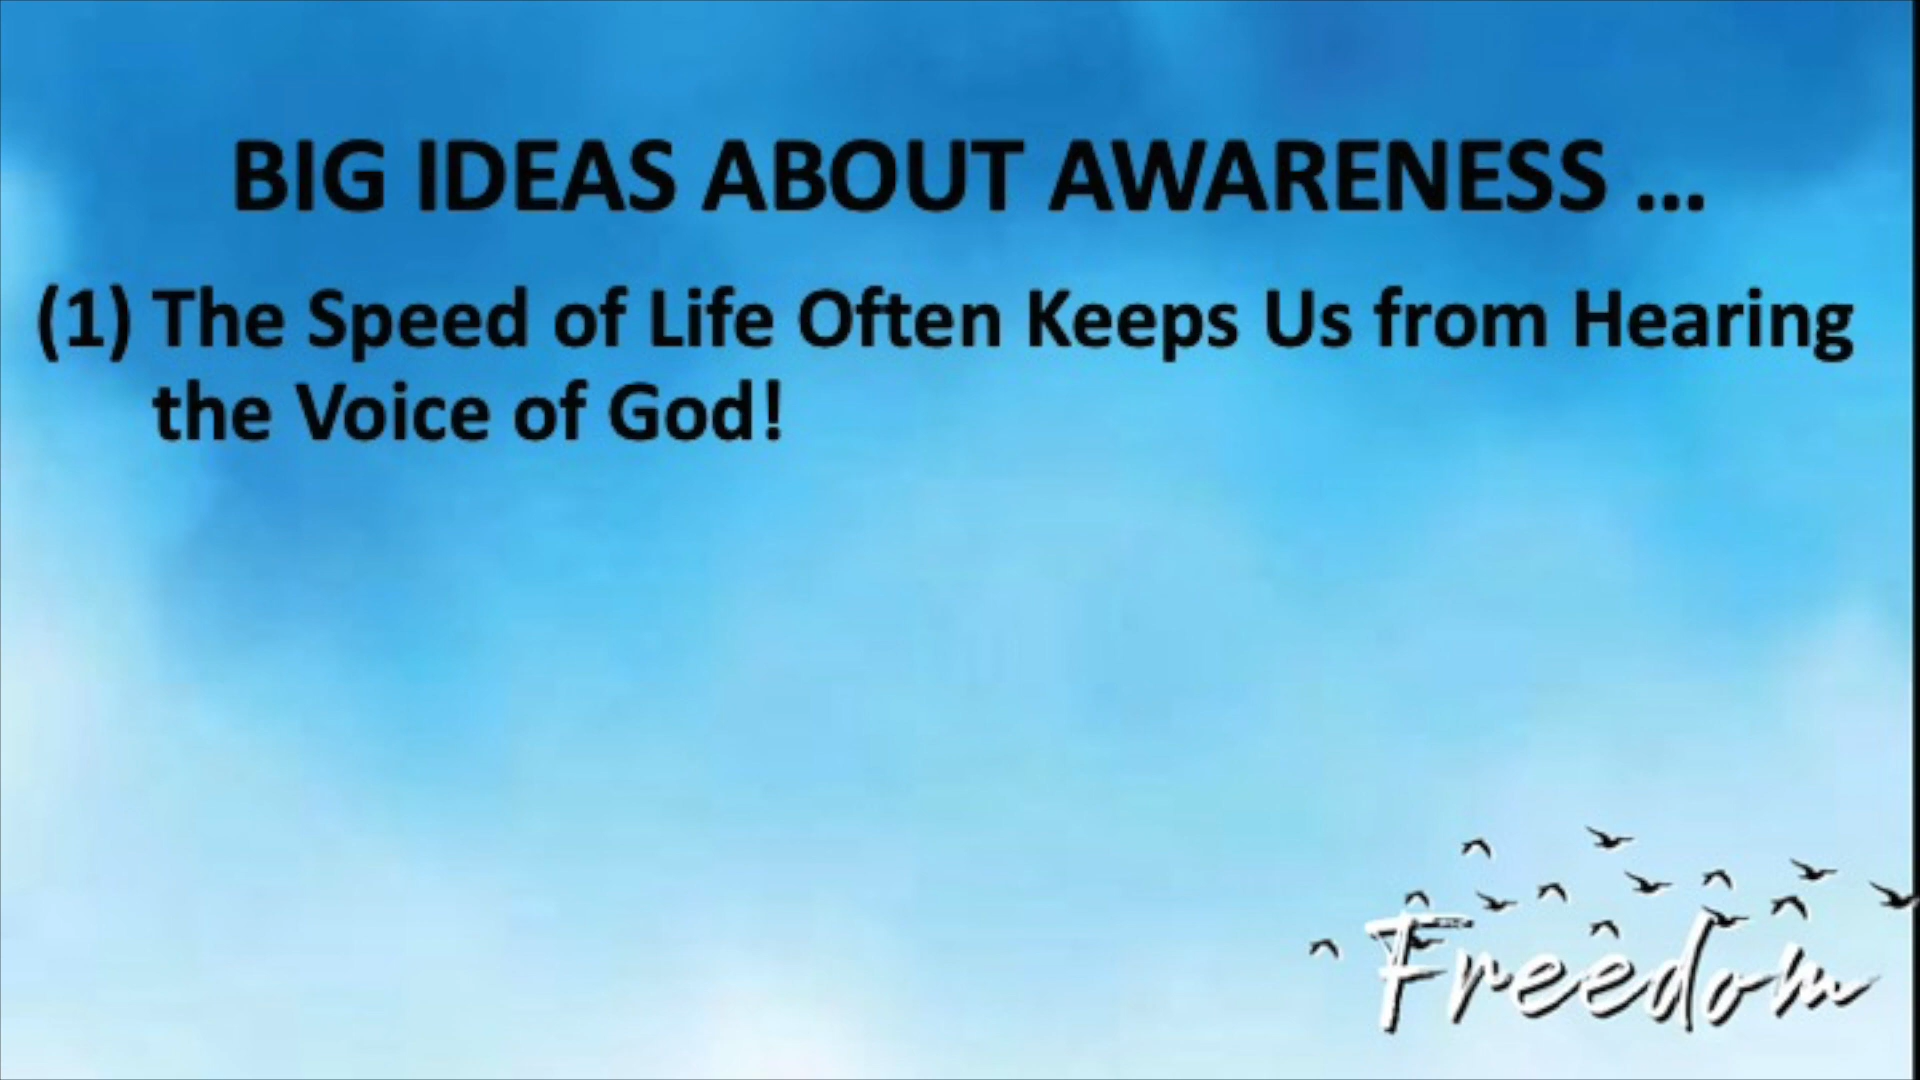 BIG IDEAS ABOUT AWARENESS ...
(1) The Speed of Life Often Keeps Us from Hearing
the Voice of God!
Freedom